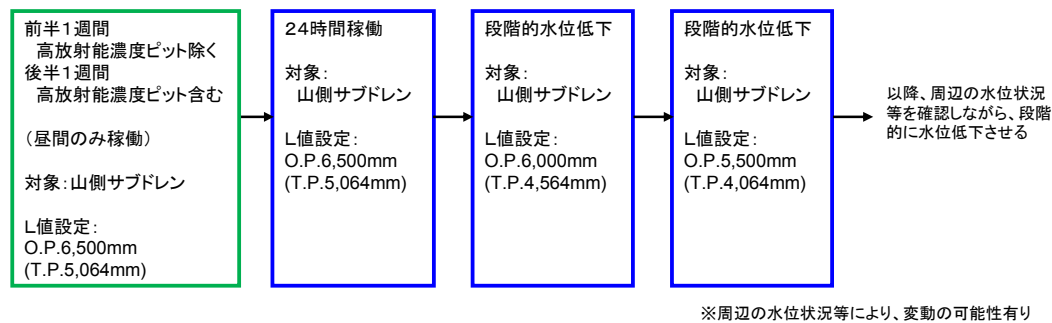 前半1週間
高放射能濃度ピット除く
後半1週間
高放射能濃度ピット含む
(昼間のみ稼働)
対象:山側サブドレン
L値設定:
O.P.6,500mm
(T.P.5,064mm)
24時間稼働
対象:
山側サブドレン
L値設定:
O.P.6,500mm
(T.P.5,064mm)
段階的水位低下
対象:
山側サブドレン
L値設定:
O.P.6,000mm
(T.P.4,564mm)
段階的水位低下
対象:
山側サブドレン
L値設定:
O.P.5,500mm
(T.P.4,064mm)
以降、周辺の水位状況
等を確認しながら、段階
的に水位低下させる
※周辺の水位状況等により、変動の可能性有り